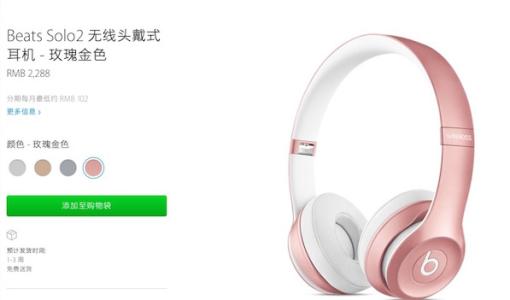 Beats Solo2 无线头戴式
耳机 - 玫瑰金色
RMB 2,288
分期每月最低约 RMB 102
更多信息 ›
颜色 - 玫瑰金色
添加至购物袋
预计发货时间:
1-3 周
免费送货
b